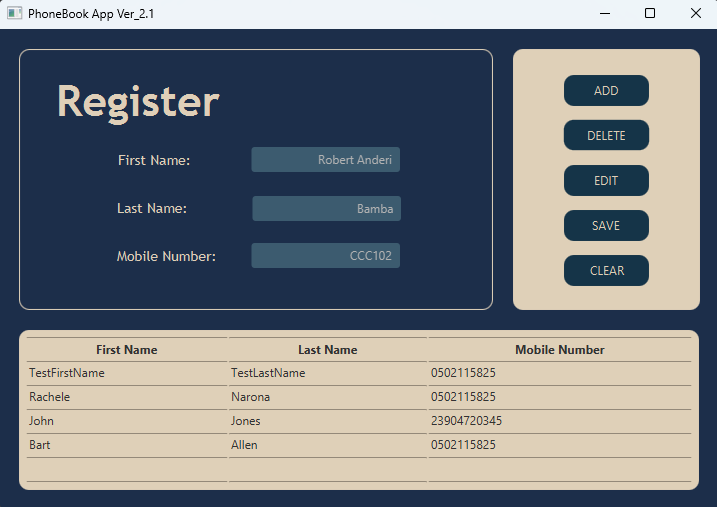 PhoneBook App Ver_2.1
Register
First Name: Robert Anderi
Last Name: Bamba
Mobile Number: CCC102
ADD
DELETE
EDIT
SAVE
CLEAR
First Name Last Name Mobile Number
TestFirstName TestLastName 0502115825
Rachele Narona 0502115825
John Jones 23904720345
Bart Allen 0502115825